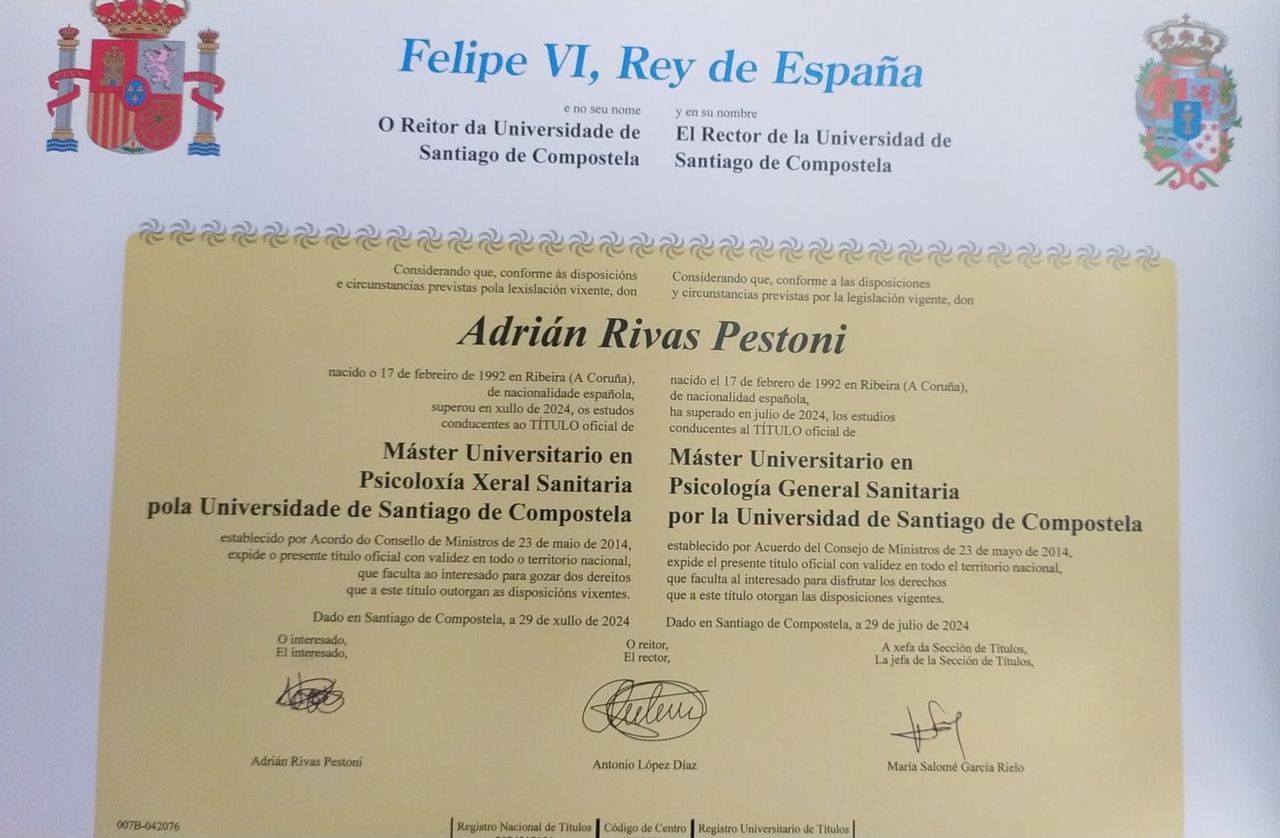 Felipe VI, Rey de España
e no seu nome
O Reitor da Universidade de
Santiago de Compostela
y en su nombre
El Rector de la Universidad de
Santiago de Compostela
Considerando que, conforme ás disposicións
e circunstancias previstas pola lexislación vixente, don
Considerando que, conforme a las disposiciones
y circunstancias previstas por la legislación vigente, don
Adrián Rivas Pestoni
nacido o 17 de febreiro de 1992 en Ribeira (A Coruña),
de nacionalidade española,
superou en xullo de 2024, os estudos
conducentes ao TÍTULO oficial de
Máster Universitario en
Psicoloxía Xeral Sanitaria
pola Universidade de Santiago de Compostela
establecido por Acordo do Consello de Ministros de 23 de maio de 2014,
expide o presente título oficial con validez en todo o territorio nacional,
que faculta ao interesado para gozar dos dereitos
que a este título outorgan as disposicións vixentes.
Dado en Santiago de Compostela, a 29 de xullo de 2024
nacido el 17 de febrero de 1992 en Ribeira (A Coruña),
de nacionalidad española,
ha superado en julio de 2024, los estudios
conducentes al TÍTULO oficial de
Máster Universitario en
Psicología General Sanitaria
por la Universidad de Santiago de Compostela
establecido por Acuerdo del Consejo de Ministros de 23 de mayo de 2014,
expide el presente título oficial con validez en todo el territorio nacional,
que faculta al interesado para disfrutar los derechos
que a este título otorgan las disposiciones vigentes.
Dado en Santiago de Compostela, a 29 de julio de 2024
O interesado,
El interesado,
O reitor,
El rector,
A xefa da Sección de Títulos,
La jefa de la Sección de Títulos,
Adrián Rivas Pestoni
Antonio López Díaz
María Salomé García Rielo
007B-042076
Registro Nacional de Títulos
Código de Centro
Registro Universitario de Títulos